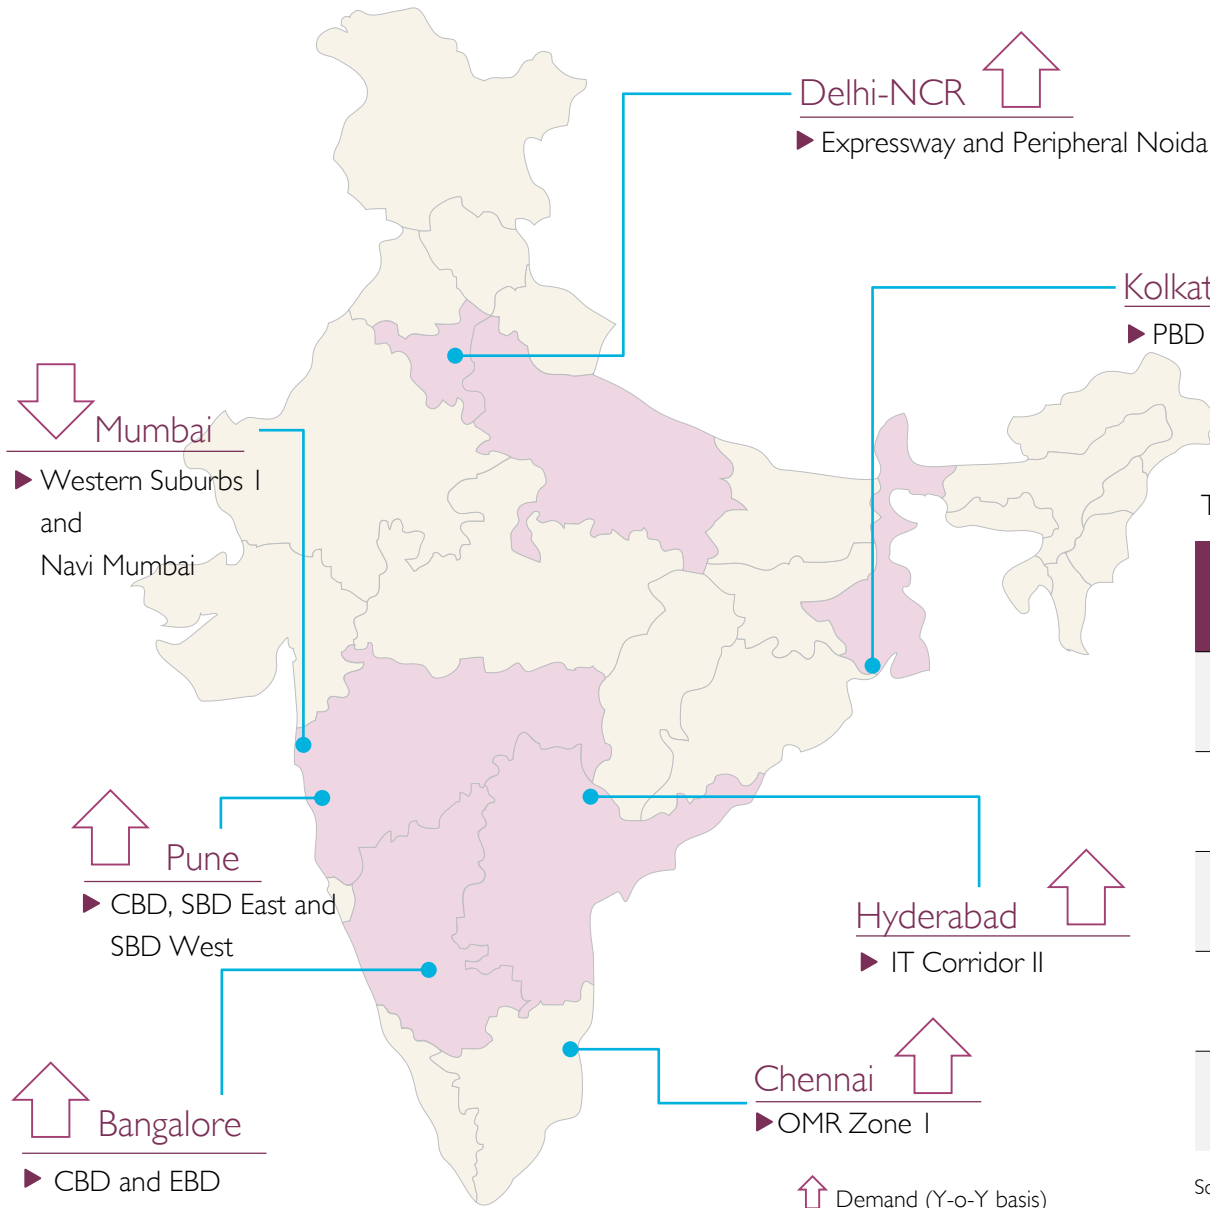 Delhi-NCR
Expressway and Peripheral Noida
PBD
Mumbai
Western Suburbs I
and
Navi Mumbai
Pune
CBD, SBD East and
SBD West
Hyderabad
IT Corridor II
Chennai
OMR Zone I
Bangalore
CBD and EBD
Demand (Y-o-Y basis)